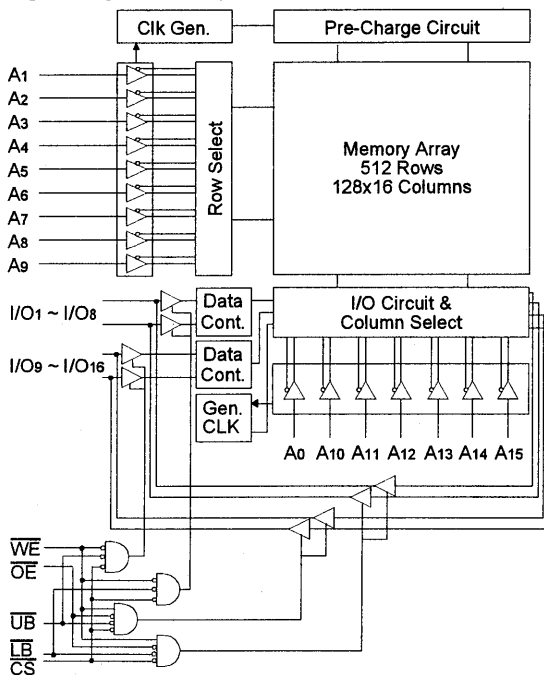 Clk Gen.
Pre-Charge Circuit
A1
A2
A3
A4
A5
A6
A7
A8
A9
Row Select
Memory Array
512 Rows
128x16 Columns
I/O1 ~ I/O8
Data
Cont.
I/O Circuit &
Column Select
I/O9 ~ I/O16
Data
Cont.
Gen.
CLK
A0 A10 A11 A12 A13 A14 A15
WE
OE
UB
LB
CS